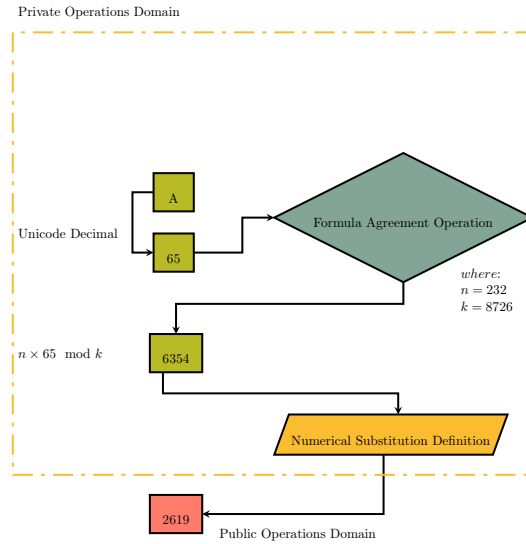 Private Operations Domain
A
Formula Agreement Operation
Unicode Decimal
65
where:
n = 232
k = 8726
n × 65 mod k
6354
Numerical Substitution Definition
2619
Public Operations Domain